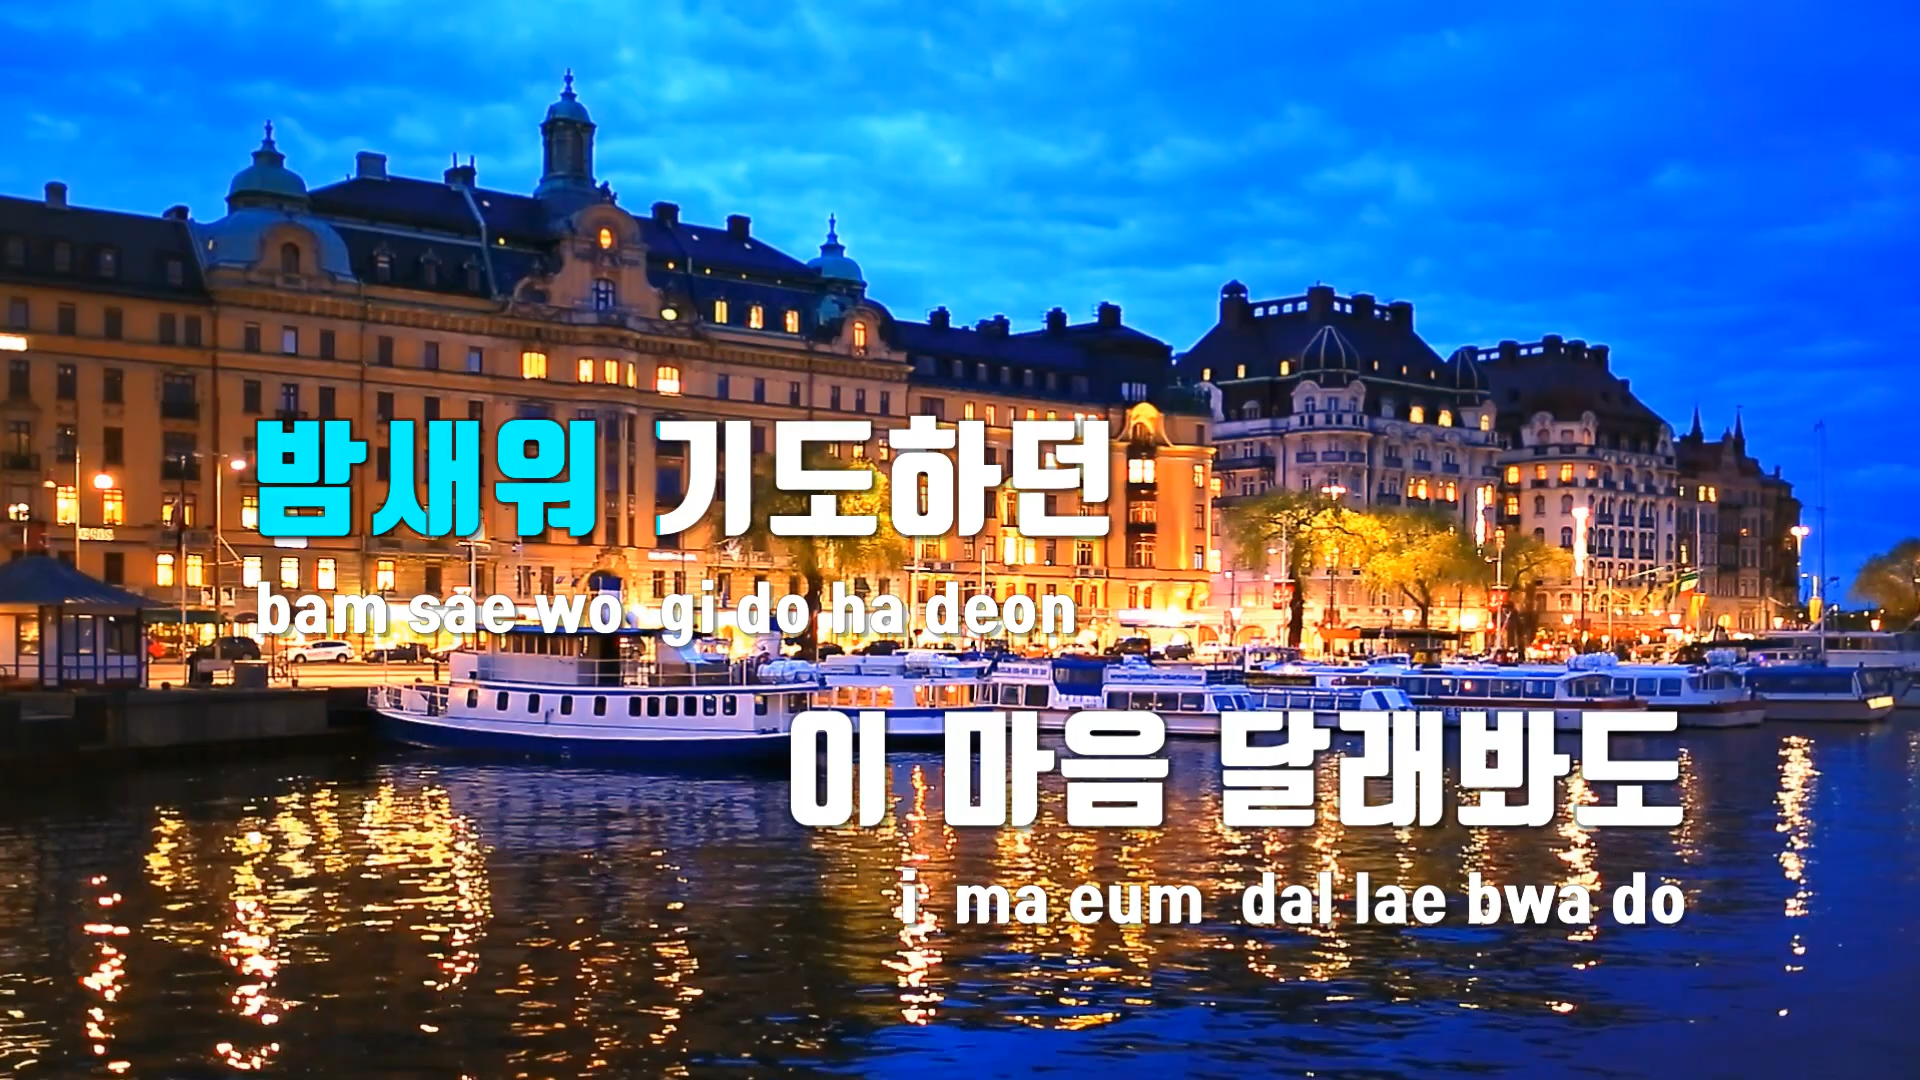 밤새워 기도하던
bam sae wo gi do ha deon
이 마음 달래봐도
i ma eum dal lae bwa do